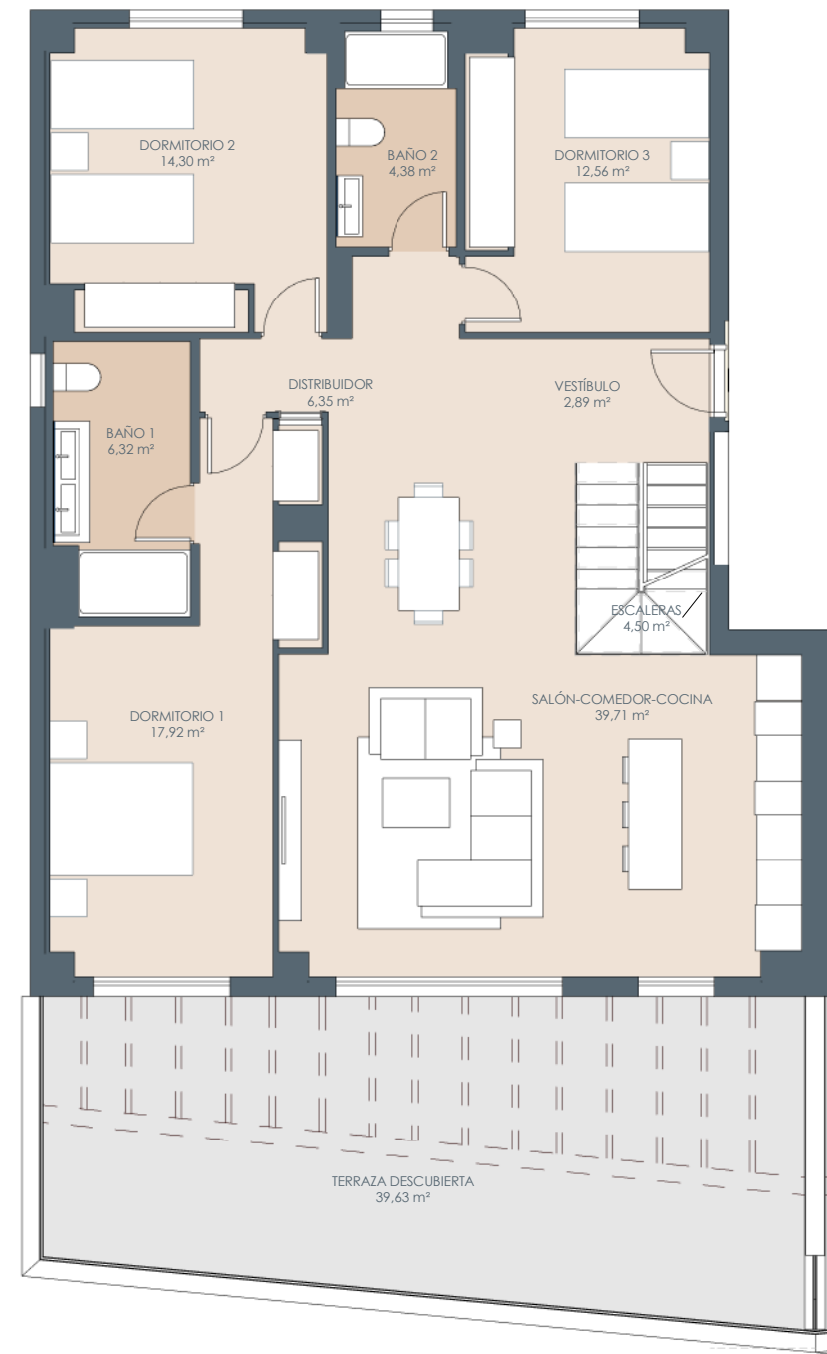 DORMITORIO 2
14,30 m²
BAÑO 2
4,38 m²
DORMITORIO 3
12,56 m²
DISTRIBUIDOR
6,35 m²
VESTÍBULO
2,89 m²
BAÑO 1
6,32 m²
ESCALERAS
4,50 m²
SALÓN-COMEDOR-COCINA
39,71 m²
DORMITORIO 1
17,92 m²
TERRAZA DESCUBIERTA
39,63 m²